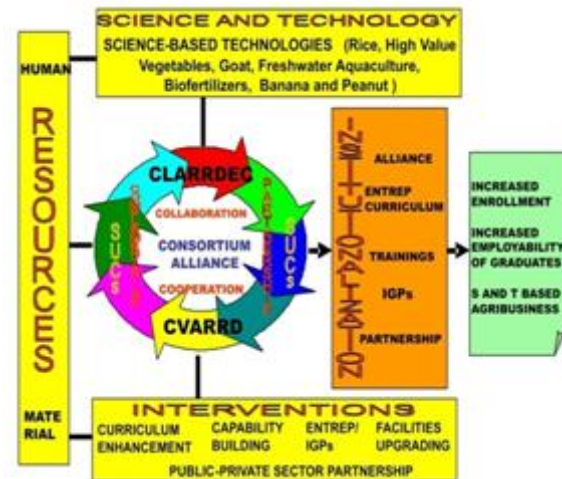 SCIENCE AND TECHNOLOGY
SCIENCE-BASED TECHNOLOGIES (Rice, High Value
Vegetables, Goat, Freshwater Aquaculture,
Biofertilizers, Banana and Peanut )
HUMAN
RESOURCES
MATE
RIAL
CLARRDEC
COLLABORATION
CONSORTIUM
ALLIANCE
COOPERATION
CVARRD
SUCS
SUCS
ALLIANCE
ENTREP
CURRICULUM
TRAININGS
IGPs
PARTNERSHIP
INCREASED
ENROLLMENT
INCREASED
EMPLOYABILITY
OF GRADUATES
S AND T BASED
AGRIBUSINESS
INTERVENTIONS
CURRICULUM
ENHANCEMENT
CAPABILITY
BUILDING
ENTREP/
IGPs
FACILITIES
UPGRADING
PUBLIC-PRIVATE SECTOR PARTNERSHIP